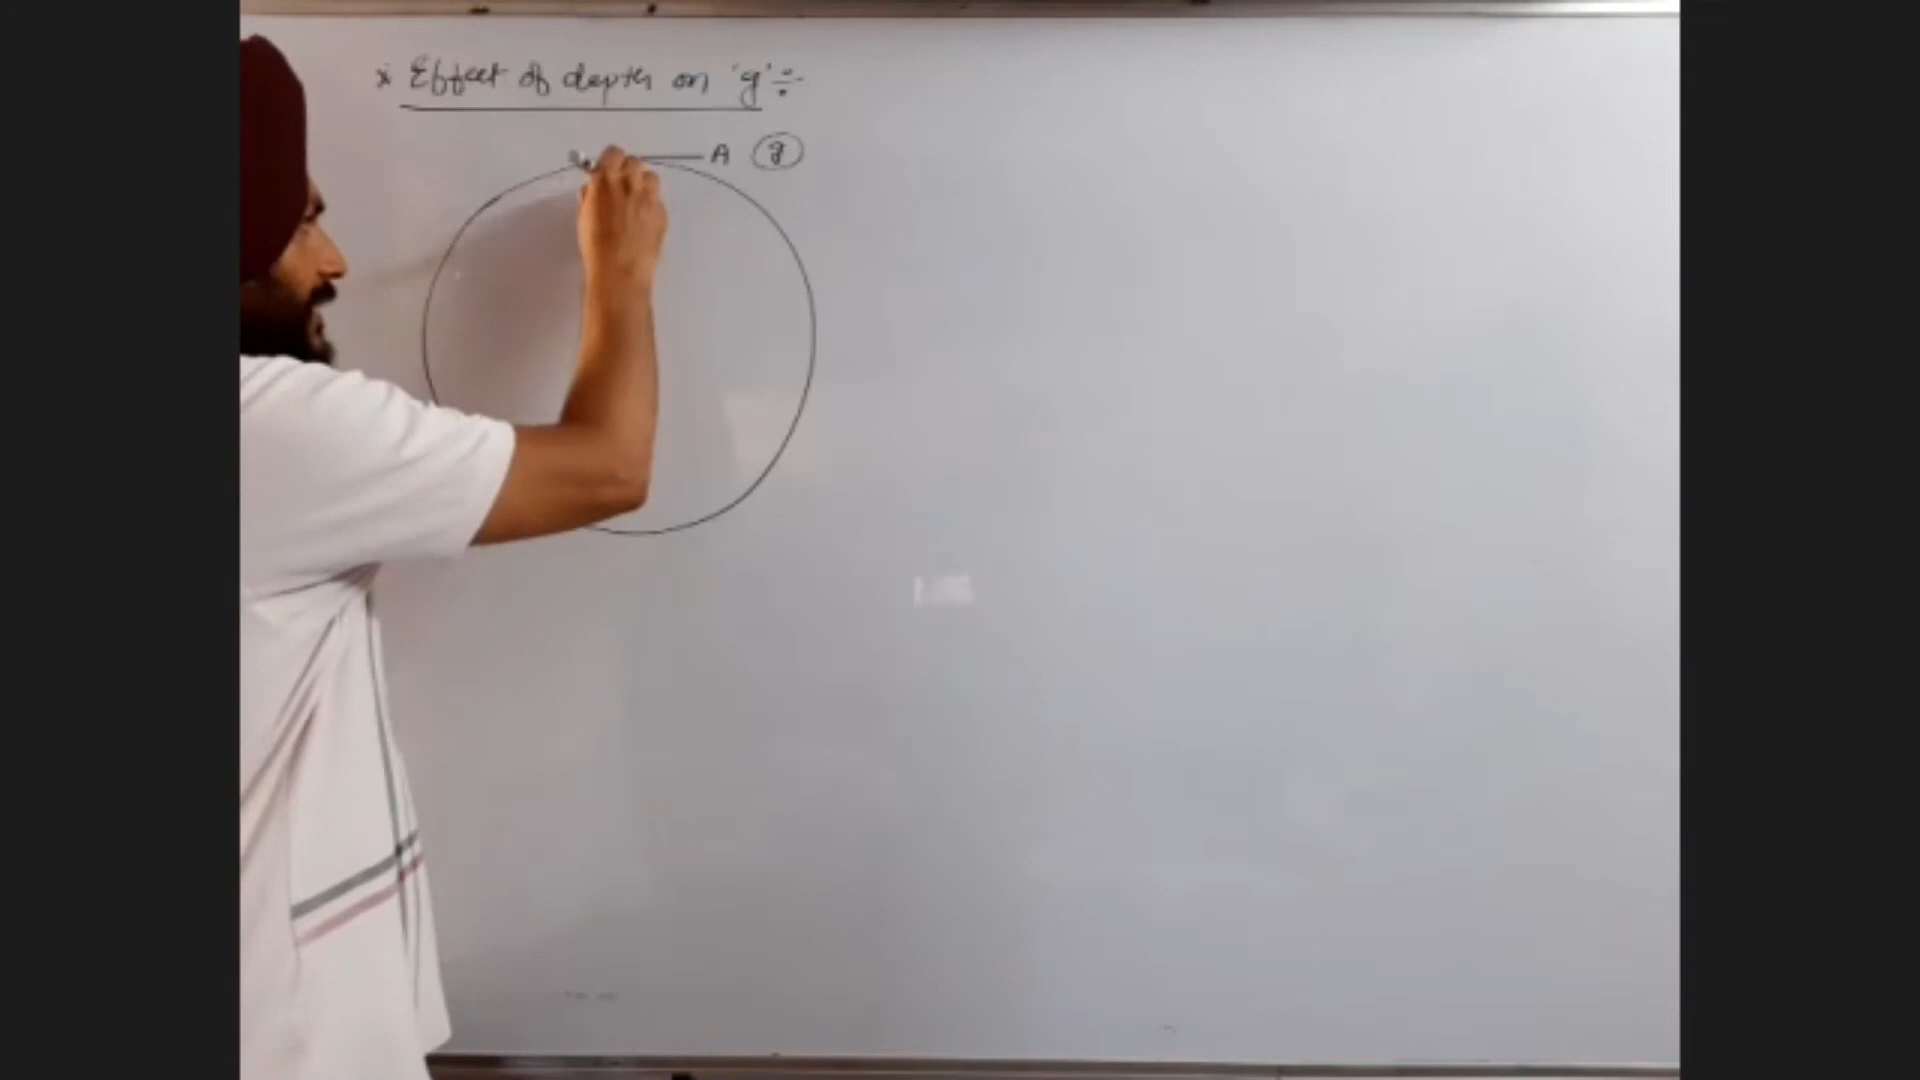 * Effect of depth on 'g' :-
A g